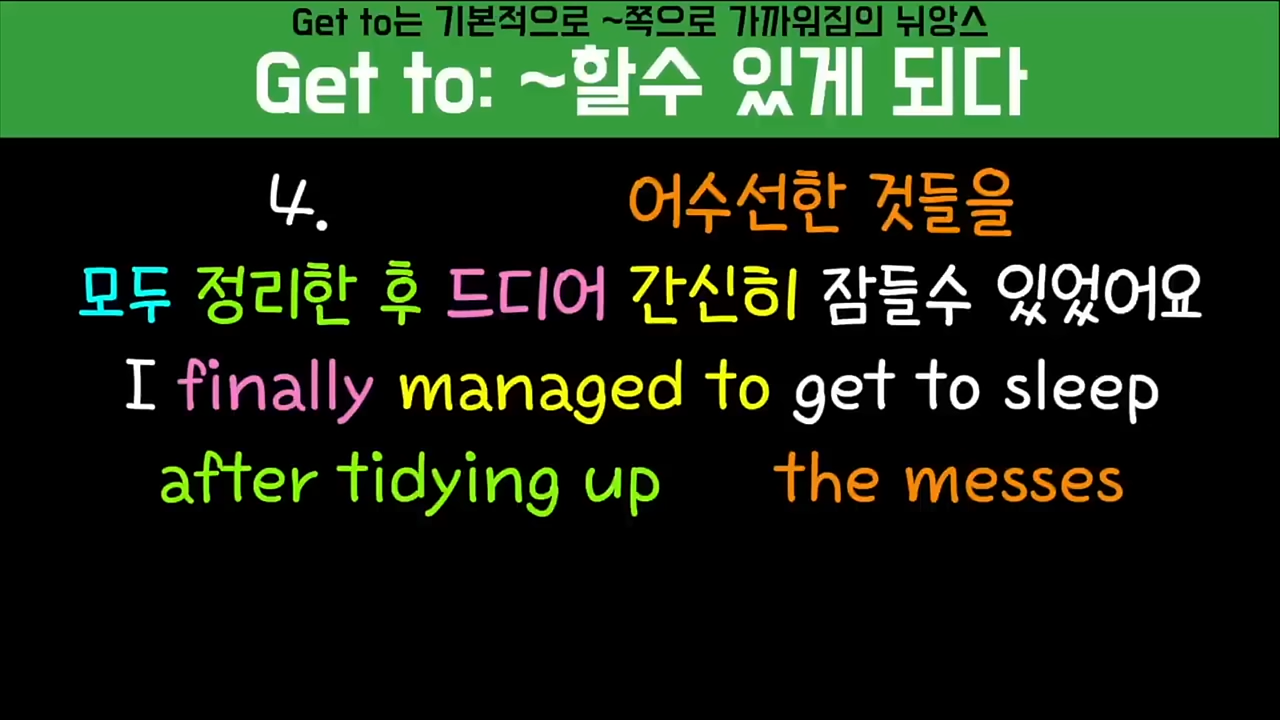 Get to는 기본적으로 ~쪽으로 가까워짐의 뉘앙스
Get to: ~할수 있게 되다
4. 어수선한 것들을
모두 정리한 후 드디어 간신히 잠들수 있었어요
I finally managed to get to sleep
after tidying up the messes